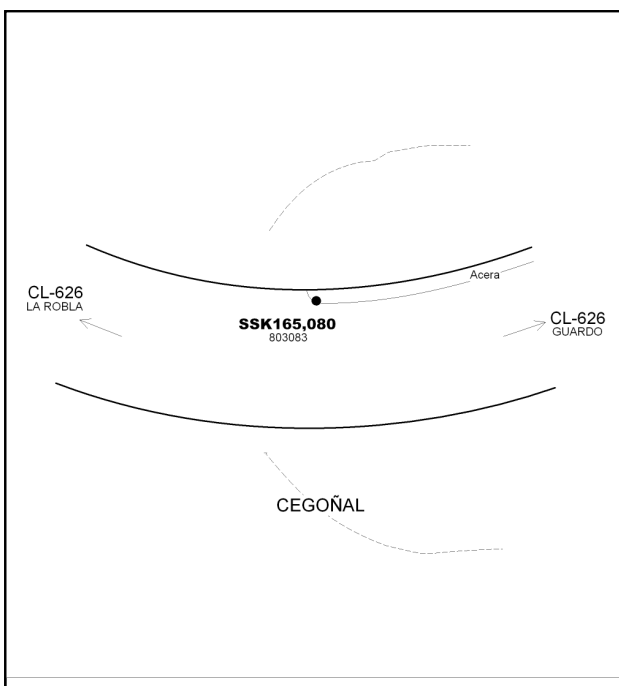 Acera
CL-626
LA ROBLA
CL-626
GUARDO
SSK165,080
803083
CEGOÑAL